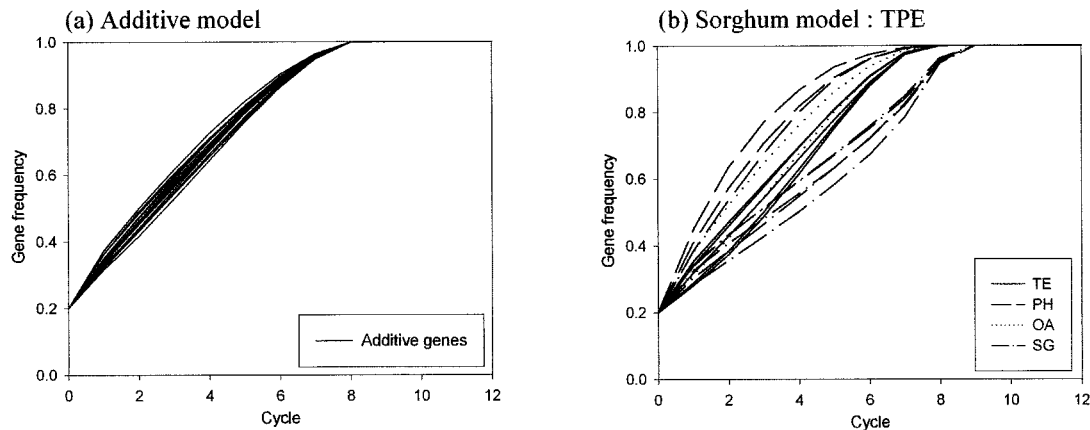 (a) Additive model
1.0
0.8
0.6
0.4
0.2
0.0
Gene frequency
0 2 4 6 8 10 12
Cycle
Additive genes
(b) Sorghum model : TPE
1.0
0.8
0.6
0.4
0.2
0.0
Gene frequency
0 2 4 6 8 10 12
Cycle
TE
PH
OA
SG